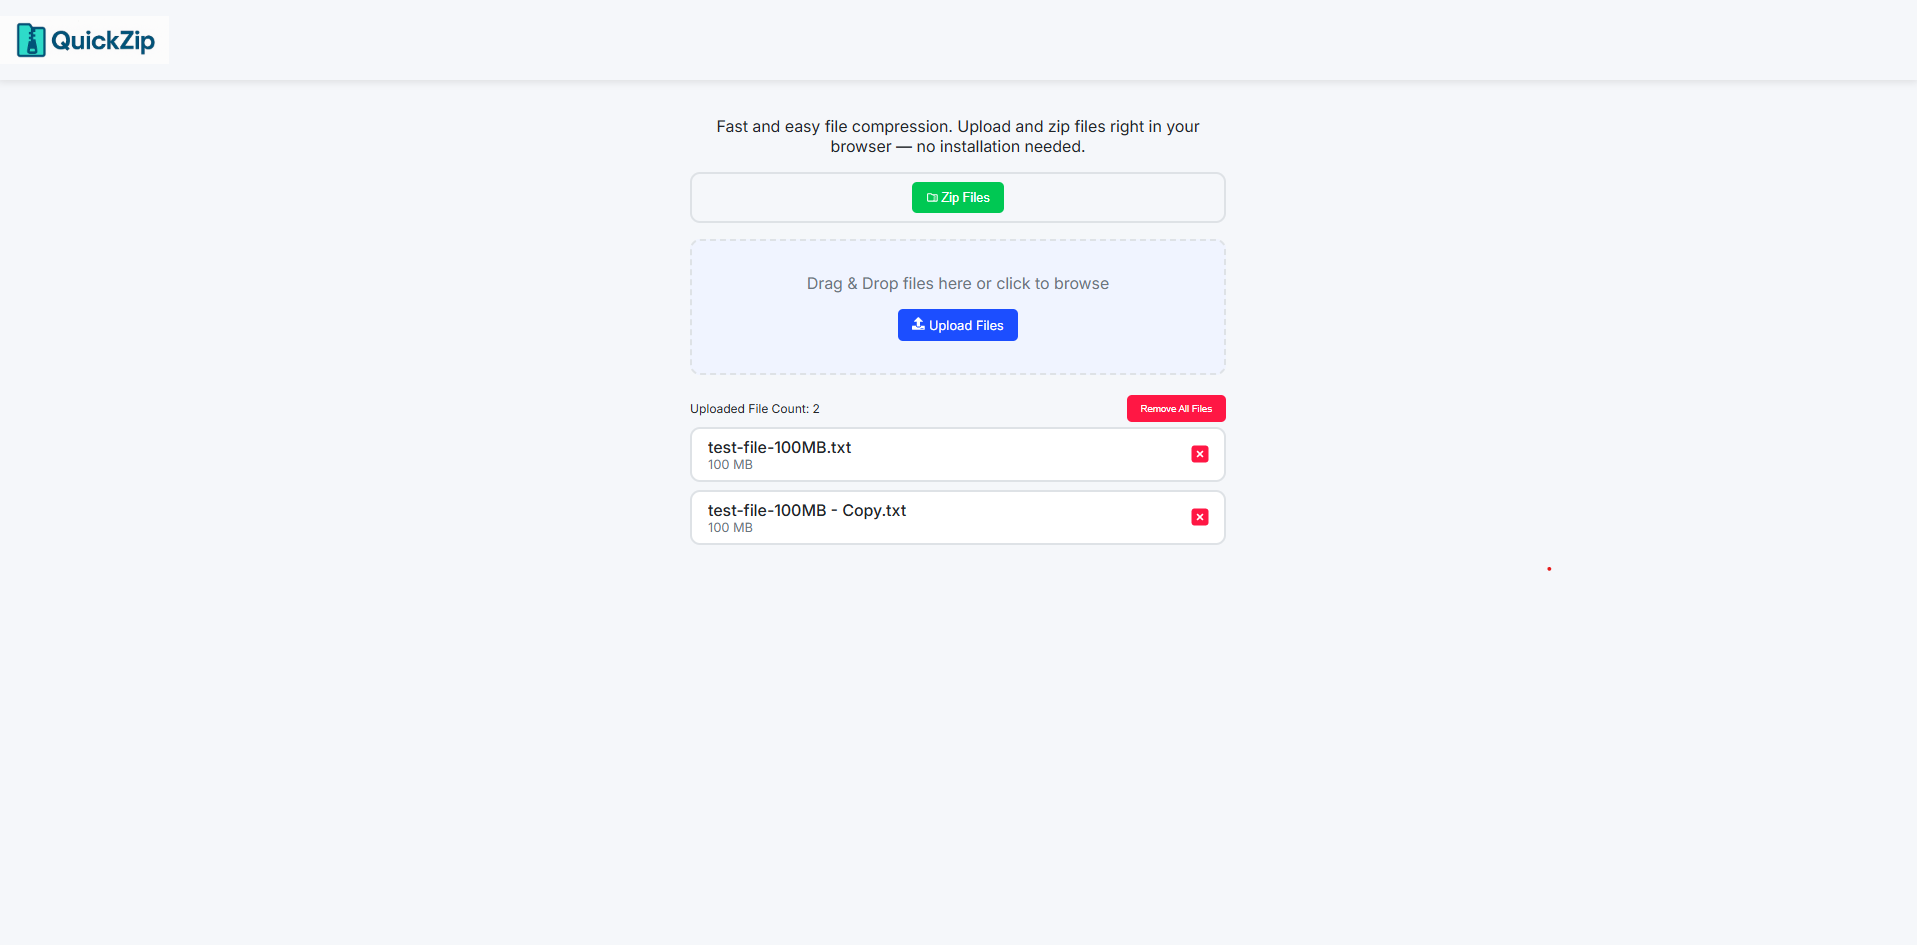 QuickZip
Fast and easy file compression. Upload and zip files right in your
browser — no installation needed.
Zip Files
Drag & Drop files here or click to browse
Upload Files
Uploaded File Count: 2
Remove All Files
test-file-100MB.txt
100 MB
test-file-100MB - Copy.txt
100 MB